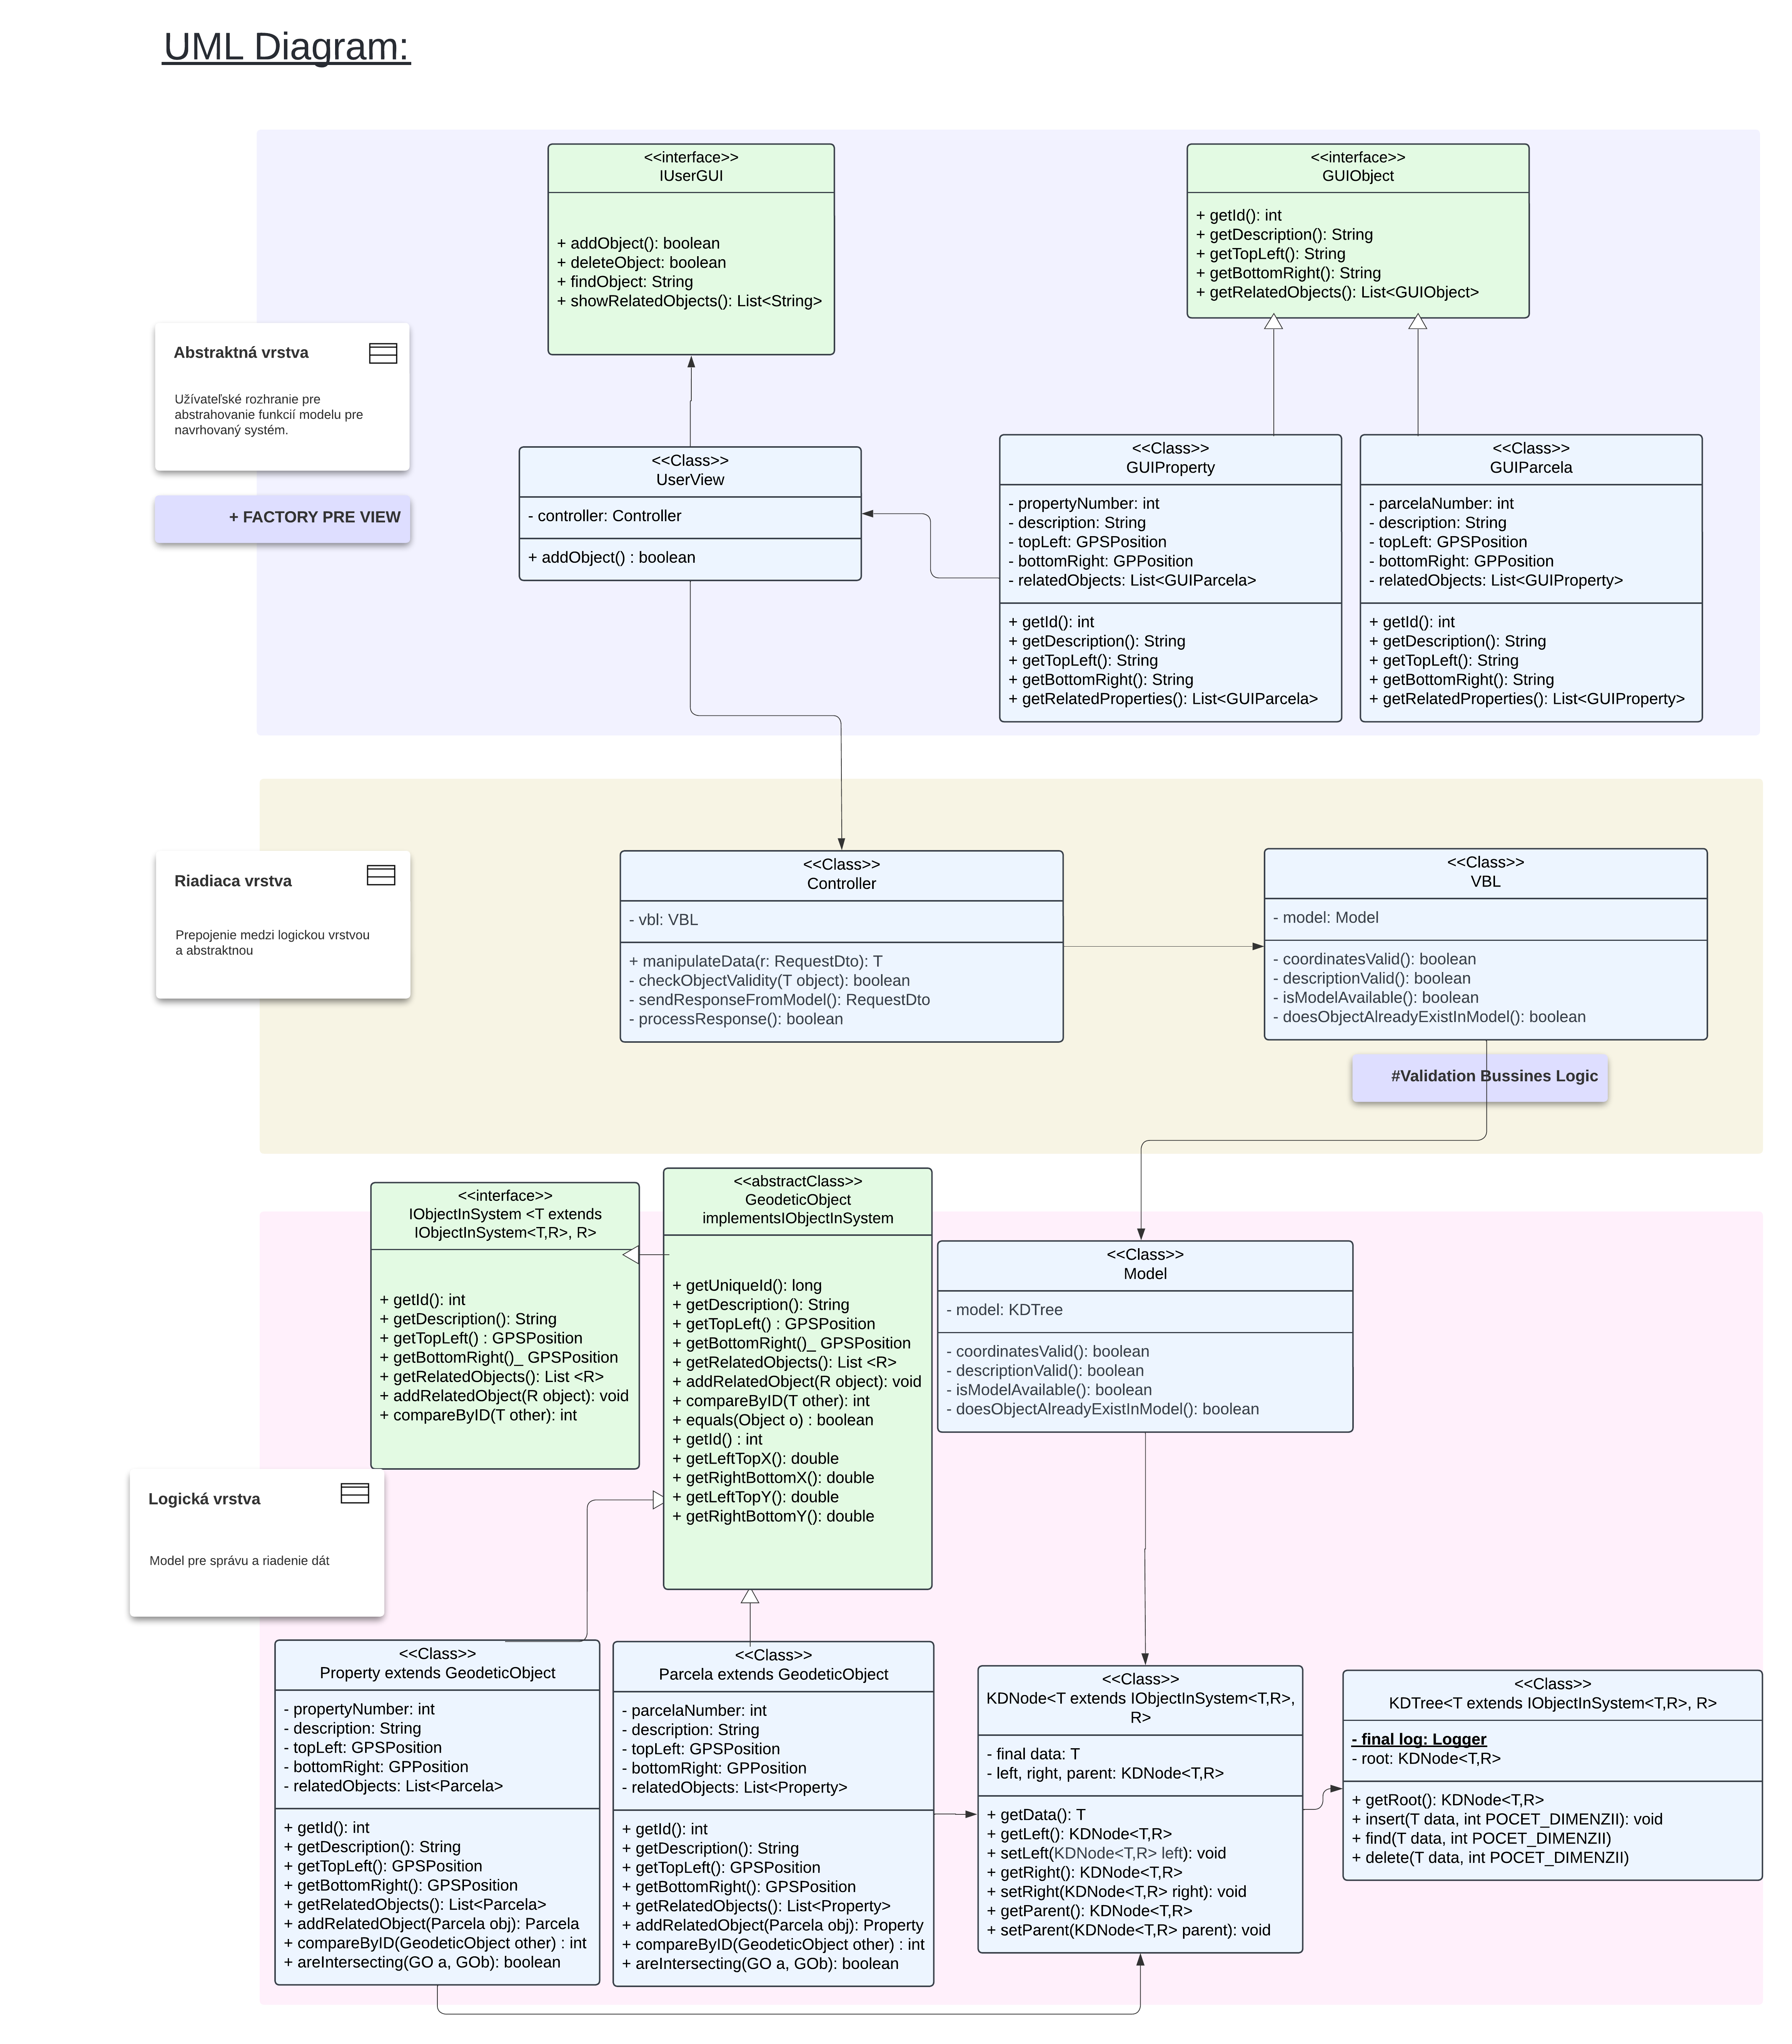 UML Diagram:
<<interface>>
IUserGUI
+ addObject(): boolean
+ deleteObject: boolean
+ findObject: String
+ showRelatedObjects(): List<String>
<<interface>>
GUIObject
+ getId(): int
+ getDescription(): String
+ getTopLeft(): String
+ getBottomRight(): String
+ getRelatedObjects(): List<GUIObject>
Abstraktná vrstva
Užívateľské rozhranie pre
abstrahovanie funkcií modelu pre
navrhovaný systém.
+ FACTORY PRE VIEW
<<Class>>
UserView
- controller: Controller
+ addObject() : boolean
<<Class>>
GUIProperty
- propertyNumber: int
- description: String
- topLeft: GPSPosition
- bottomRight: GPPosition
- relatedObjects: List<GUIParcela>
+ getId(): int
+ getDescription(): String
+ getTopLeft(): String
+ getBottomRight(): String
+ getRelatedProperties(): List<GUIParcela>
<<Class>>
GUIParcela
- parcelaNumber: int
- description: String
- topLeft: GPSPosition
- bottomRight: GPPosition
- relatedObjects: List<GUIProperty>
+ getId(): int
+ getDescription(): String
+ getTopLeft(): String
+ getBottomRight(): String
+ getRelatedProperties(): List<GUIProperty>
Riadiaca vrstva
Prepojenie medzi logickou vrstvou
a abstraktnou
<<Class>>
Controller
- vbl: VBL
+ manipulateData(r: RequestDto): T
- checkObjectValidity(T object): boolean
- sendResponseFromModel(): RequestDto
- processResponse(): boolean
<<Class>>
VBL
- model: Model
- coordinatesValid(): boolean
- descriptionValid(): boolean
- isModelAvailable(): boolean
- doesObjectAlreadyExistInModel(): boolean
#Validation Bussines Logic
<<interface>>
IObjectInSystem <T extends
IObjectInSystem<T,R>, R>
+ getId(): int
+ getDescription(): String
+ getTopLeft() : GPSPosition
+ getBottomRight()_ GPSPosition
+ getRelatedObjects(): List <R>
+ addRelatedObject(R object): void
+ compareByID(T other): int
<<abstractClass>>
GeodeticObject
implementsIObjectInSystem
+ getUniqueId(): long
+ getDescription(): String
+ getTopLeft() : GPSPosition
+ getBottomRight()_ GPSPosition
+ getRelatedObjects(): List <R>
+ addRelatedObject(R object): void
+ compareByID(T other): int
+ equals(Object o) : boolean
+ getId() : int
+ getLeftTopX(): double
+ getRightBottomX(): double
+ getLeftTopY(): double
+ getRightBottomY(): double
<<Class>>
Model
- model: KDTree
- coordinatesValid(): boolean
- descriptionValid(): boolean
- isModelAvailable(): boolean
- doesObjectAlreadyExistInModel(): boolean
Logická vrstva
Model pre správu a riadenie dát
<<Class>>
Property extends GeodeticObject
- propertyNumber: int
- description: String
- topLeft: GPSPosition
- bottomRight: GPPosition
- relatedObjects: List<Parcela>
+ getId(): int
+ getDescription(): String
+ getTopLeft(): GPSPosition
+ getBottomRight(): GPSPosition
+ getRelatedObjects(): List<Parcela>
+ addRelatedObject(Parcela obj): Parcela
+ compareByID(GeodeticObject other) : int
+ areIntersecting(GO a, GOb): boolean
<<Class>>
Parcela extends GeodeticObject
- parcelaNumber: int
- description: String
- topLeft: GPSPosition
- bottomRight: GPPosition
- relatedObjects: List<Property>
+ getId(): int
+ getDescription(): String
+ getTopLeft(): GPSPosition
+ getBottomRight(): GPSPosition
+ getRelatedObjects(): List<Property>
+ addRelatedObject(Parcela obj): Property
+ compareByID(GeodeticObject other) : int
+ areIntersecting(GO a, GOb): boolean
<<Class>>
KDNode<T extends IObjectInSystem<T,R>,
R>
- final data: T
- left, right, parent: KDNode<T,R>
+ getData(): T
+ getLeft(): KDNode<T,R>
+ setLeft(KDNode<T,R> left): void
+ getRight(): KDNode<T,R>
+ setRight(KDNode<T,R> right): void
+ getParent(): KDNode<T,R>
+ setParent(KDNode<T,R> parent): void
<<Class>>
KDTree<T extends IObjectInSystem<T,R>, R>
- final log: Logger
- root: KDNode<T,R>
+ getRoot(): KDNode<T,R>
+ insert(T data, int POCET_DIMENZII): void
+ find(T data, int POCET_DIMENZII)
+ delete(T data, int POCET_DIMENZII)